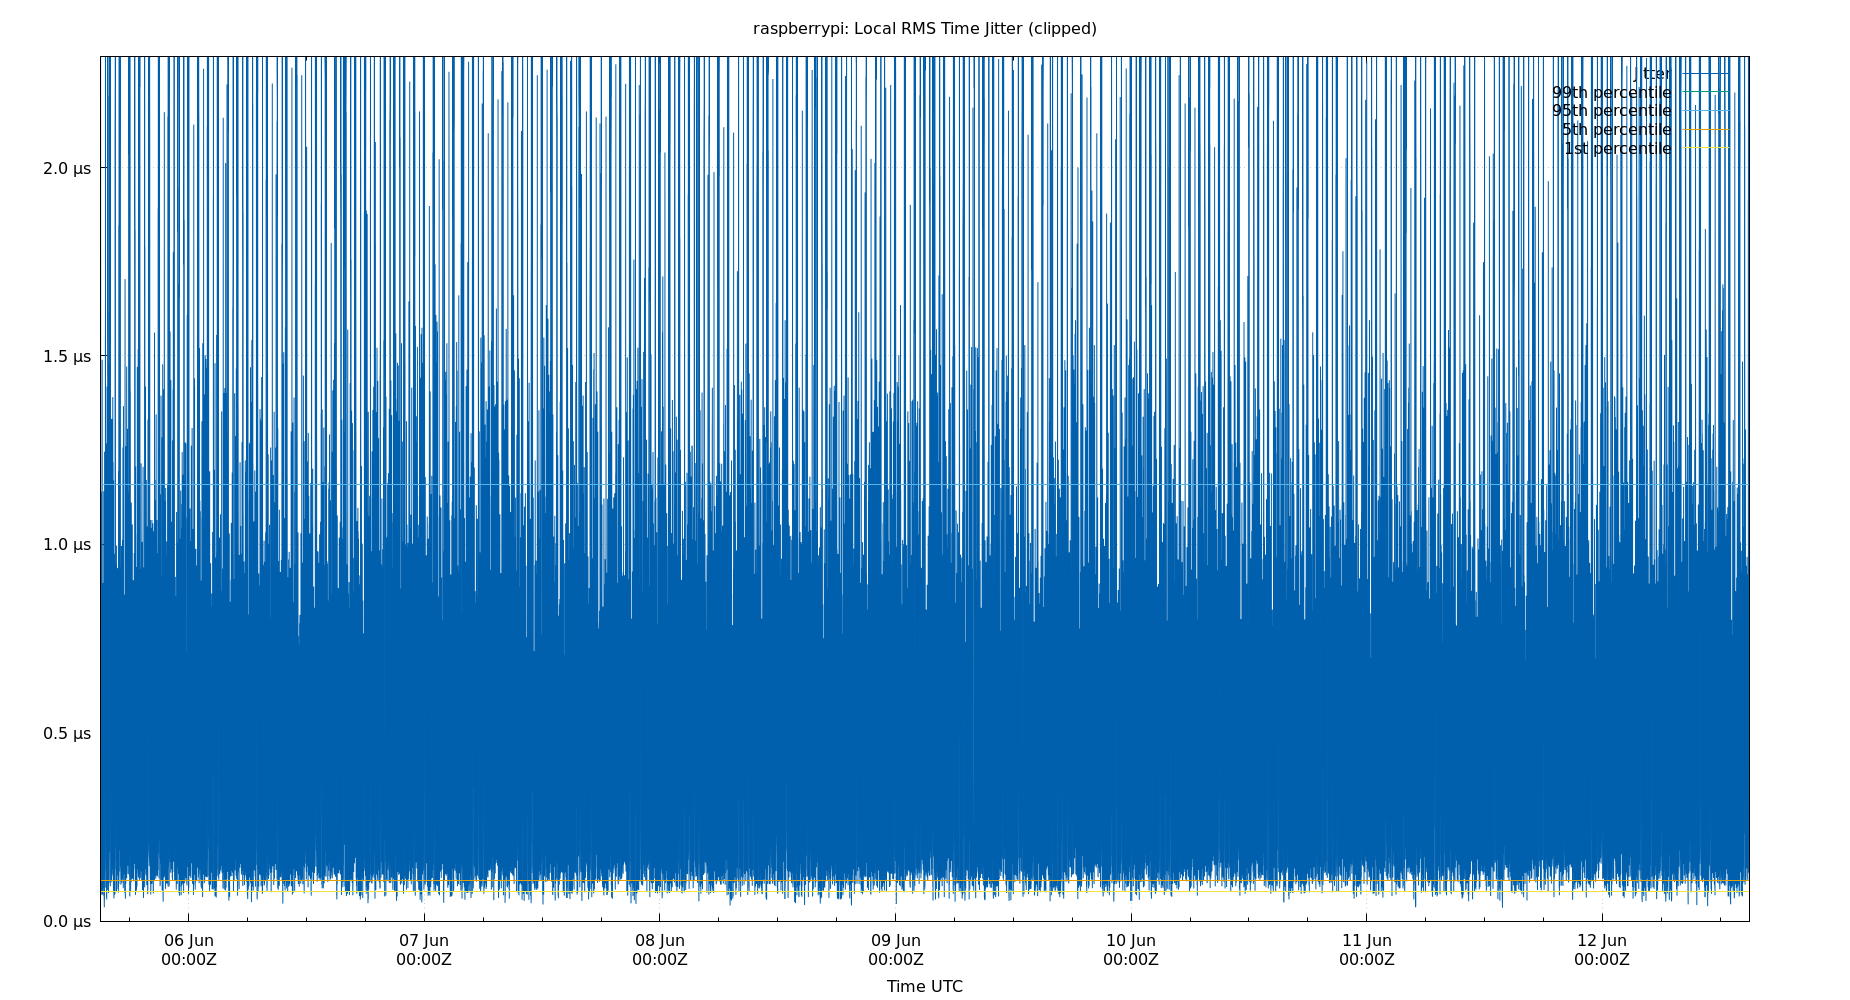 raspberrypi: Local RMS Time Jitter (clipped)
Jitter
99th percentile
95th percentile
5th percentile
1st percentile
2.0 µs
1.5 µs
1.0 µs
0.5 µs
0.0 µs
06 Jun 07 Jun 08 Jun 09 Jun 10 Jun 11 Jun 12 Jun
00:00Z 00:00Z 00:00Z 00:00Z 00:00Z 00:00Z 00:00Z
Time UTC